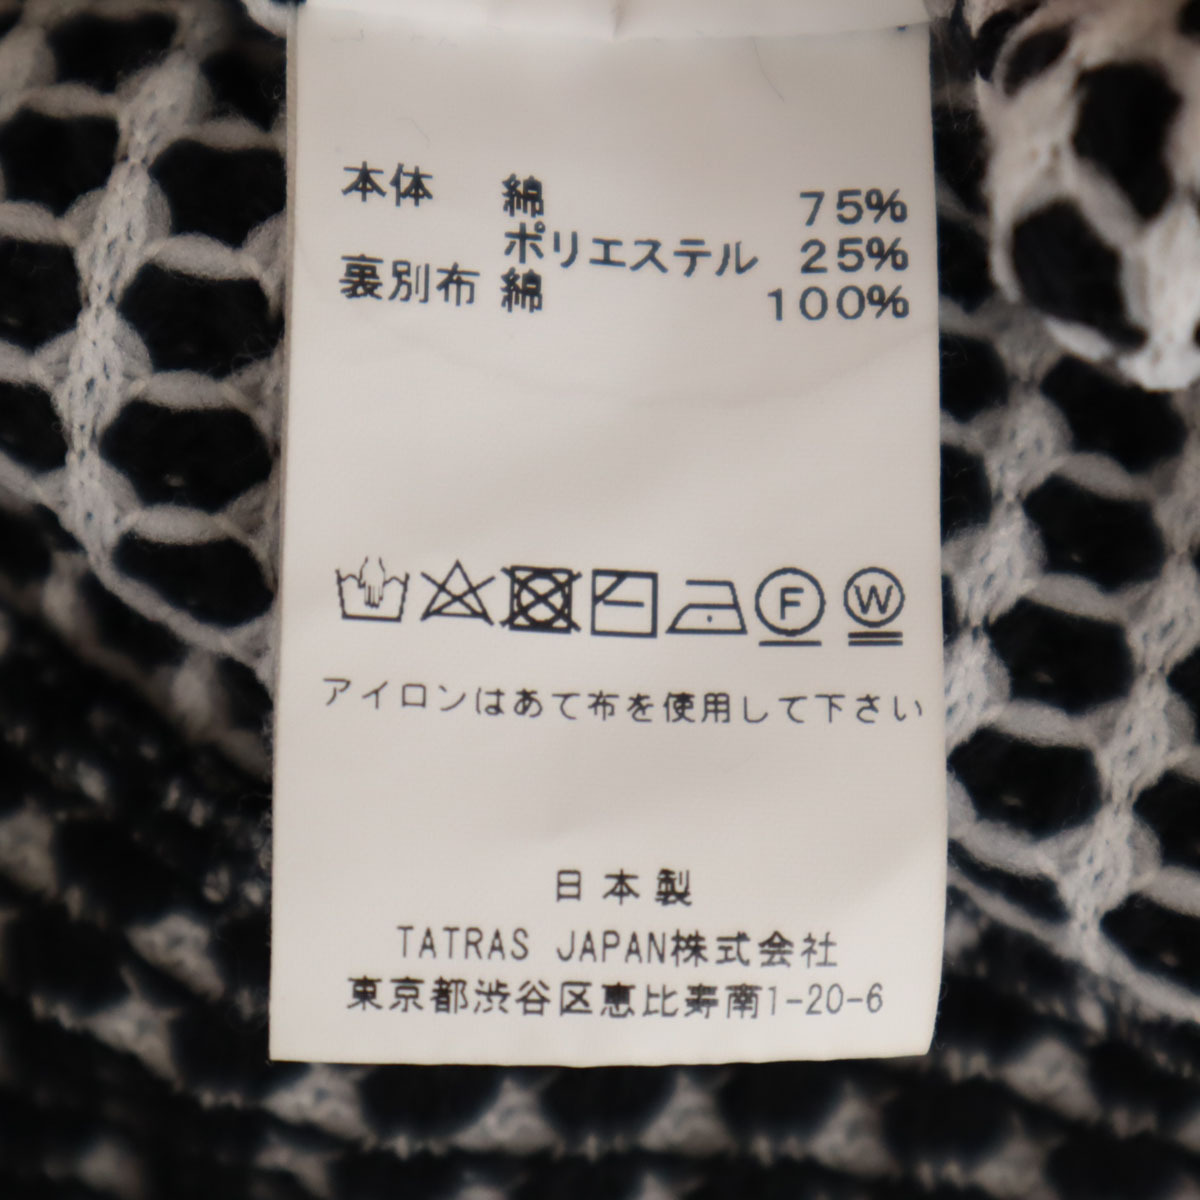 本体 綿 75%
ポリエステル 25%
裏別布 綿 100%
F W
アイロンはあて布を使用して下さい
日本製
TATRAS JAPAN株式会社
東京都渋谷区恵比寿南1-20-6